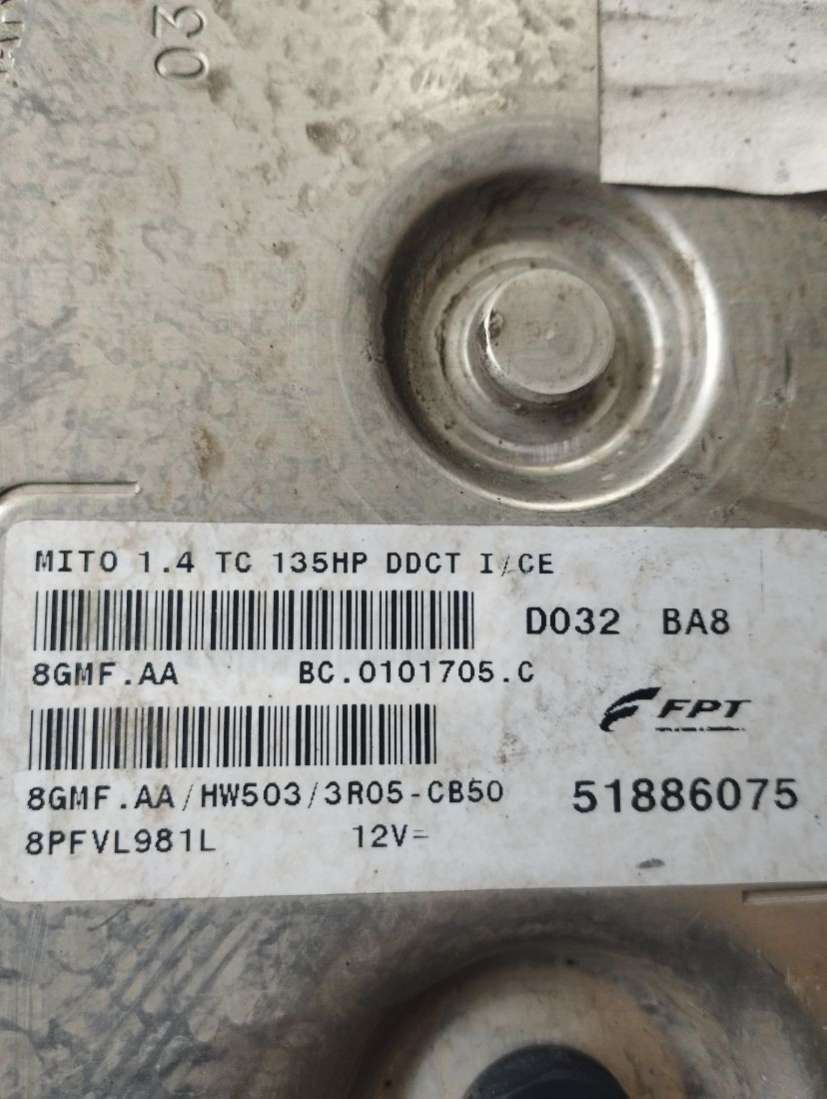 03
MITO 1.4 TC 135HP DDCT I/CE
D032 BA8
8GMF.AA BC.0101705.C
FPT
8GMF.AA/HW503/3R05-CB50
51886075
8PFVL981L 12V=